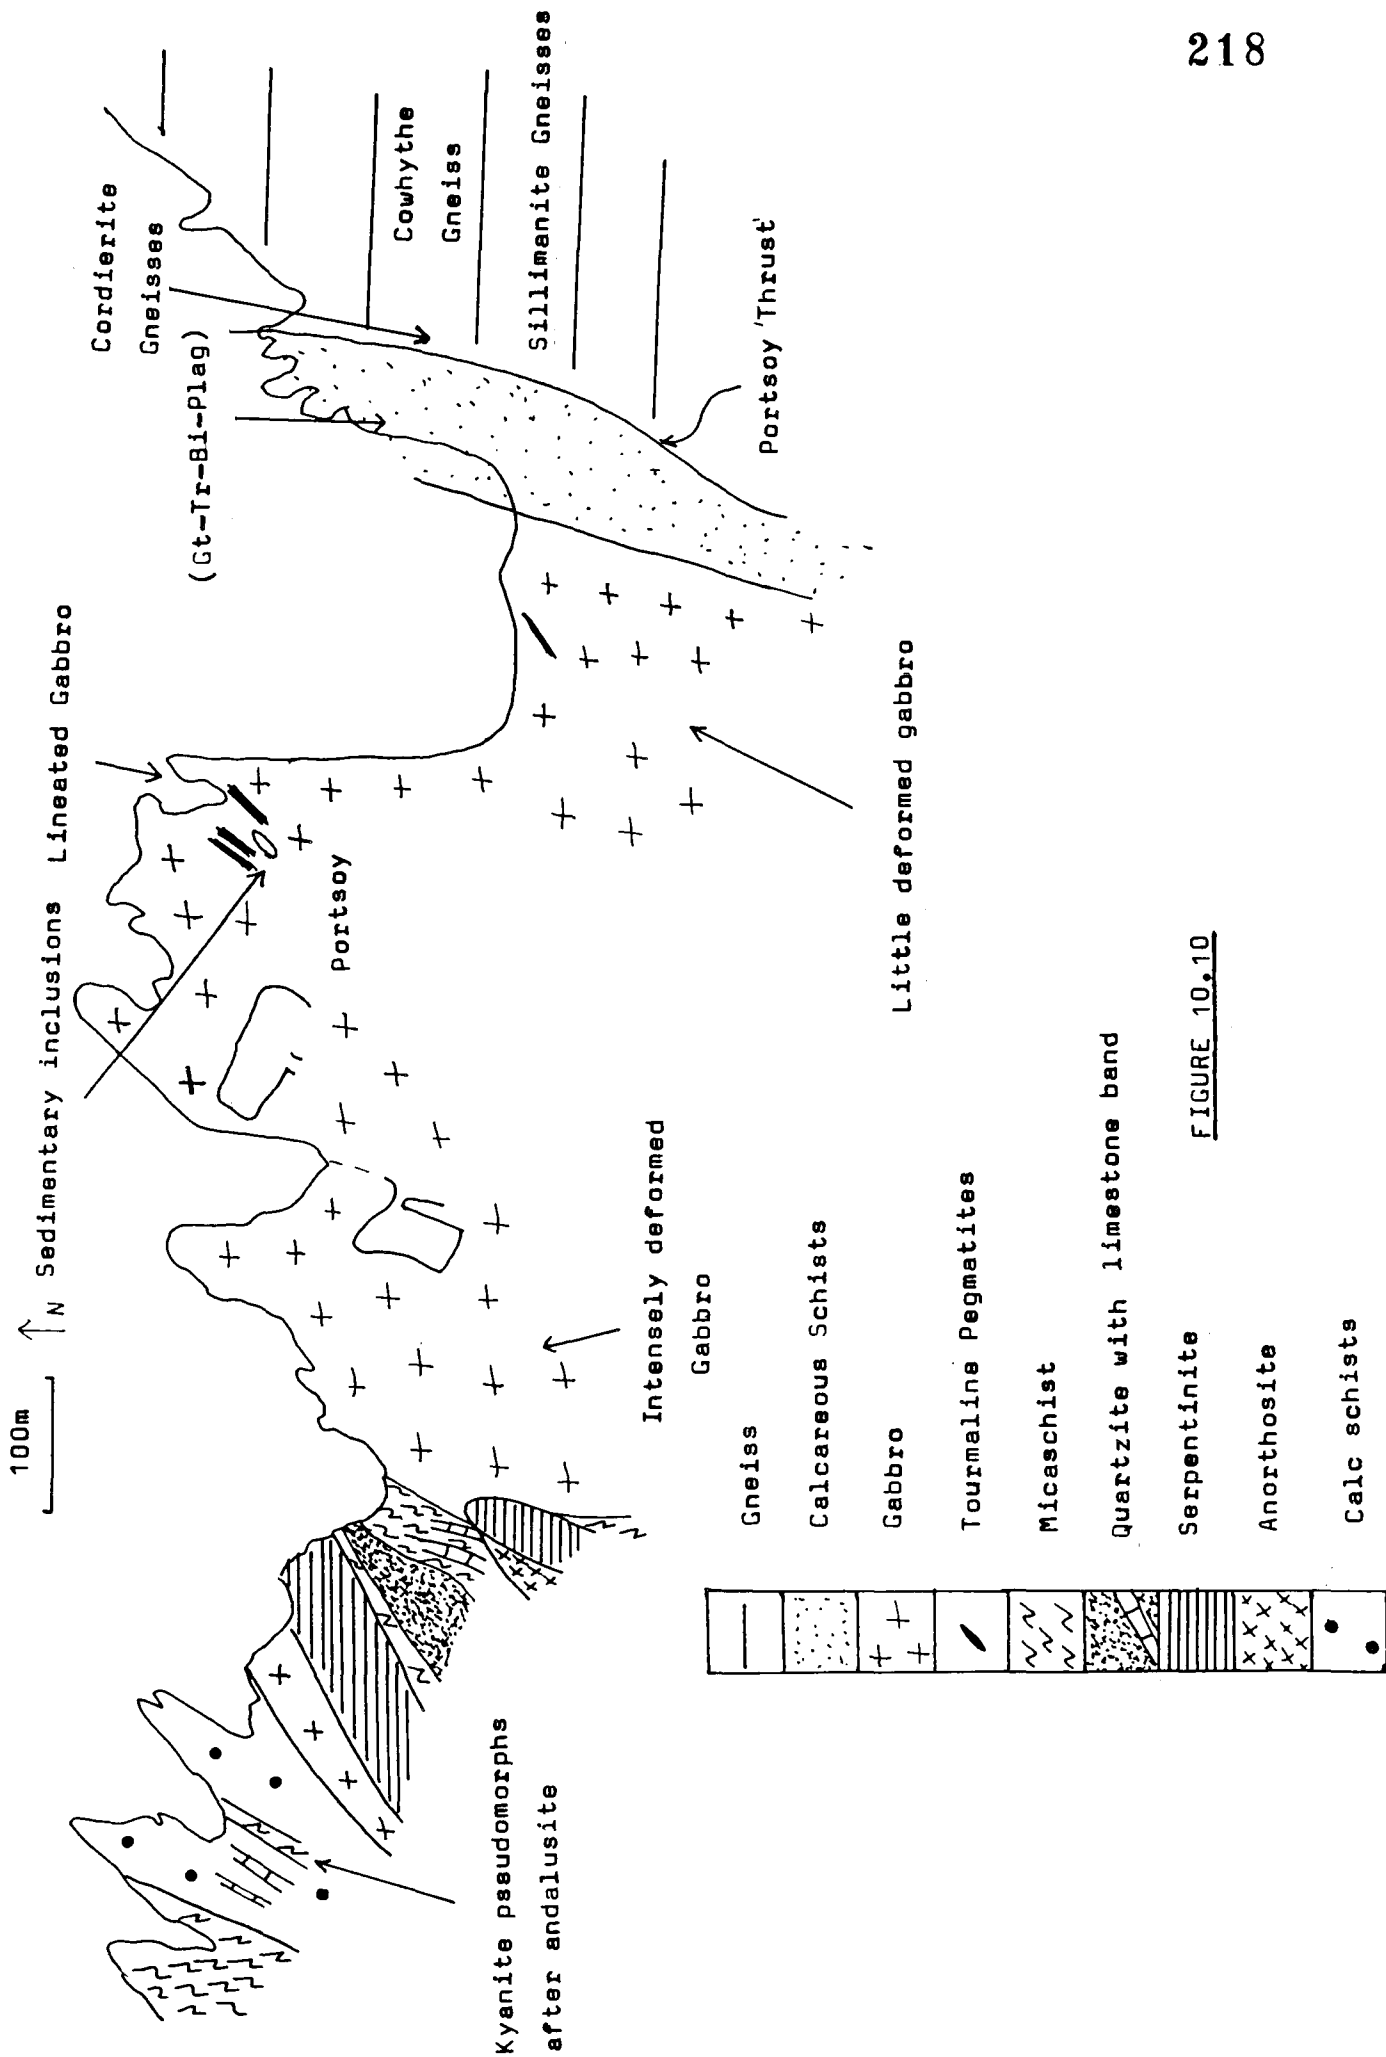 218
100m
N
Sedimentary inclusions
Lineated Gabbro
(Gt-Tr-Bi-Plag)
Cordierite
Gneisses
Cowhythe
Gneiss
Sillimanite Gneisses
Portsoy 'Thrust'
Portsoy
Little deformed gabbro
Intensely deformed
Gabbro
Kyanite pseudomorphs
after andalusite
Gneiss
Calcareous Schists
Gabbro
Tourmaline Pegmatites
Micaschist
Quartzite with limestone band
Serpentinite
Anorthosite
Calc schists
FIGURE 10.10